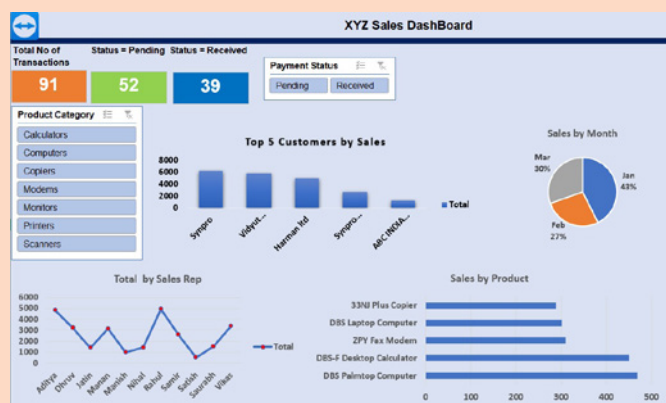 XYZ Sales DashBoard
Total No of
Transactions
Status = Pending
Status = Received
91
52
39
Payment Status
Pending
Received
Product Category
Calculators
Computers
Copiers
Modems
Monitors
Printers
Scanners
Top 5 Customers by Sales
8000
6000
4000
2000
0
Synpro
Vidyut...
Harman ltd
Synpro...
ABC INDIA...
Total
Sales by Month
Mar
30%
Jan
43%
Feb
27%
Total by Sales Rep
6000
5000
4000
3000
2000
1000
0
Aditya
Dhruv
Jatin
Manan
Manish
Nihal
Rahul
Samir
Satish
Saurabh
Vikas
Total
Sales by Product
33NJ Plus Copier
DBS Laptop Computer
ZPY Fax Modem
DBS-F Desktop Calculator
DBS Palmtop Computer
0
100
200
300
400
500